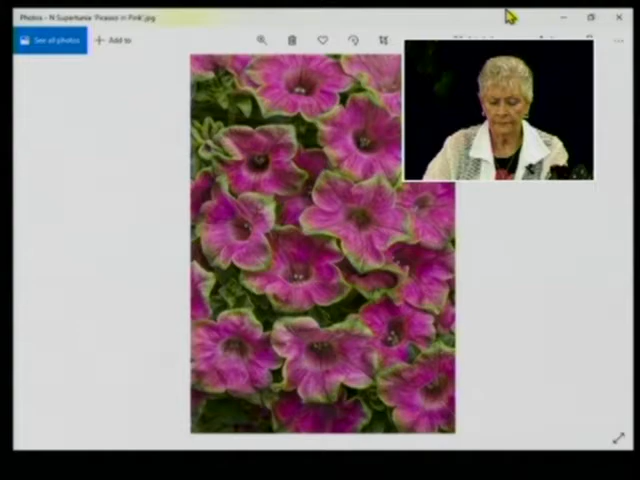 Photos - N Supertunia 'Picasso in Pink'.jpg
See all photos
Add to